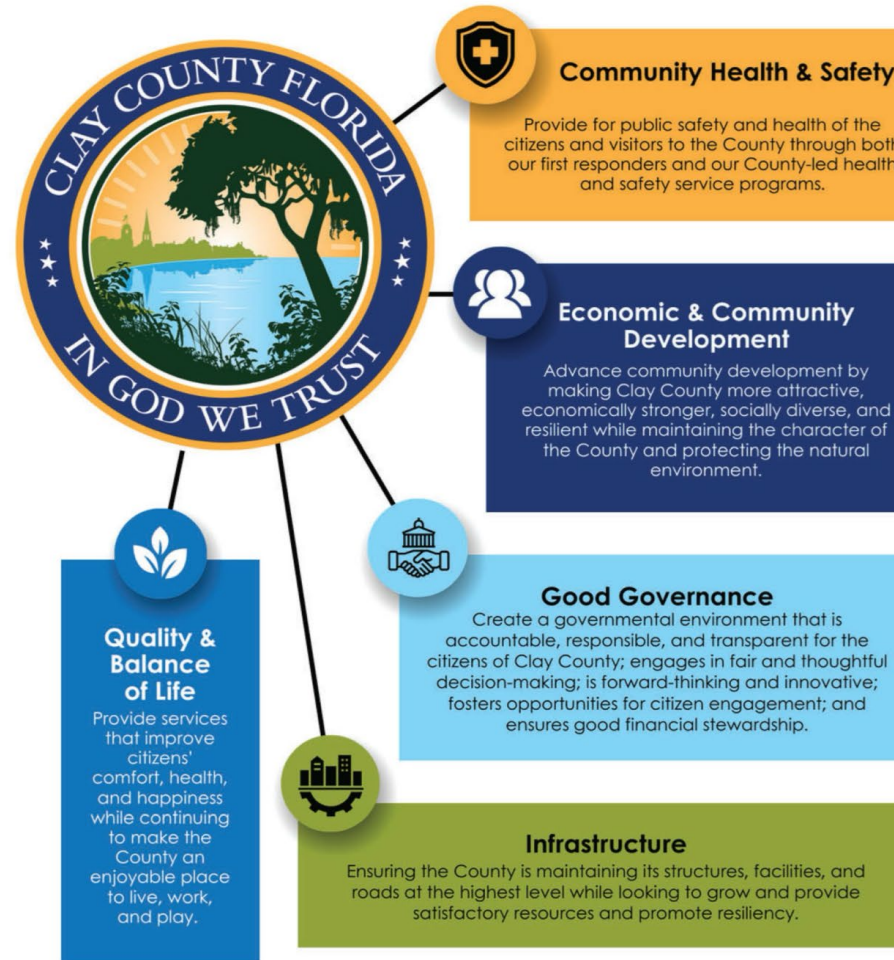 CLAY COUNTY FLORIDA
IN GOD WE TRUST
Community Health & Safety
Provide for public safety and health of the
citizens and visitors to the County through both
our first responders and our County-led health
and safety service programs.
Economic & Community
Development
Advance community development by
making Clay County more attractive,
economically stronger, socially diverse, and
resilient while maintaining the character of
the County and protecting the natural
environment.
Good Governance
Create a governmental environment that is
accountable, responsible, and transparent for the
citizens of Clay County; engages in fair and thoughtful
decision-making; is forward-thinking and innovative;
fosters opportunities for citizen engagement; and
ensures good financial stewardship.
Quality &
Balance
of Life
Provide services
that improve
citizens'
comfort, health,
and happiness
while continuing
to make the
County an
enjoyable place
to live, work,
and play.
Infrastructure
Ensuring the County is maintaining its structures, facilities, and
roads at the highest level while looking to grow and provide
satisfactory resources and promote resiliency.